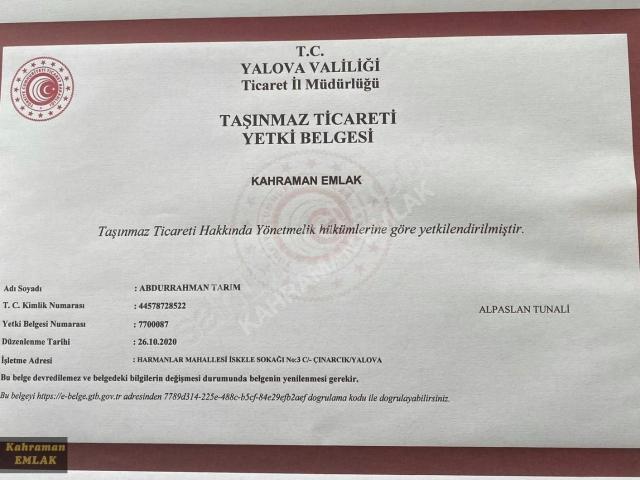 T.C.
YALOVA VALİLİĞİ
Ticaret İl Müdürlüğü
TAŞINMAZ TİCARETİ
YETKİ BELGESİ
KAHRAMAN EMLAK
Taşınmaz Ticareti Hakkında Yönetmelik hükümlerine göre yetkilendirilmiştir.
Adı Soyadı : ABDURRAHMAN TARIM
T. C. Kimlik Numarası : 44578728522
ALPASLAN TUNALİ
Yetki Belgesi Numarası : 7700087
Düzenlenme Tarihi : 26.10.2020
İşletme Adresi : HARMANLAR MAHALLESİ İSKELE SOKAĞI No:3 C/- ÇINARCIK/YALOVA
Bu belge devredilemez ve belgedeki bilgilerin değişmesi durumunda belgenin yenilenmesi gerekir.
Bu belgeyi https://e-belge.gtb.gov.tr adresinden 7789d314-225e-488c-b5cf-84e29efb2aef doğrulama kodu ile doğrulayabilirsiniz.
Kahraman
EMLAK